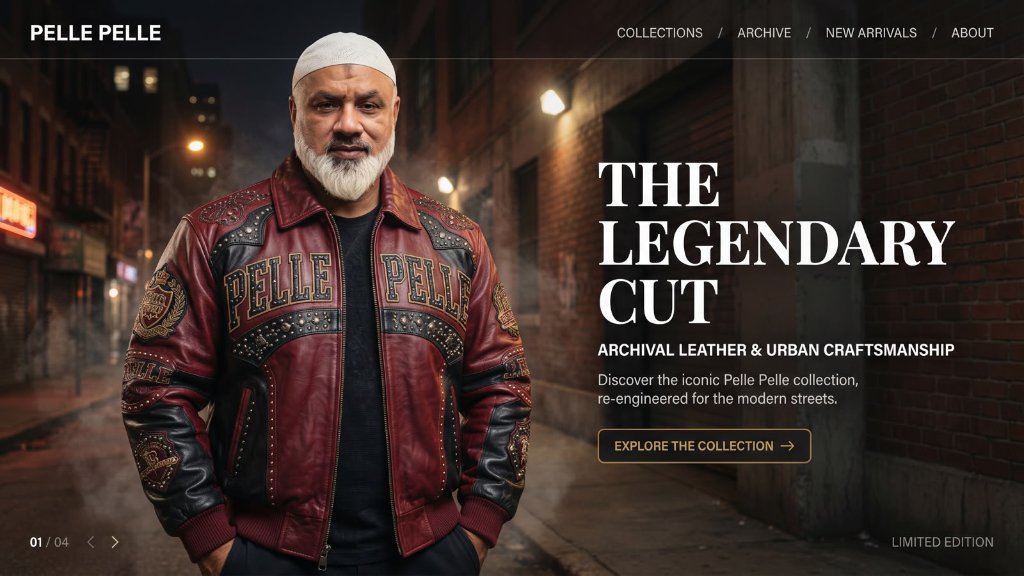 PELLE PELLE
COLLECTIONS / ARCHIVE / NEW ARRIVALS / ABOUT
PELLE PELLE
THE
LEGENDARY
CUT
ARCHIVAL LEATHER & URBAN CRAFTSMANSHIP
Discover the iconic Pelle Pelle collection,
re-engineered for the modern streets.
EXPLORE THE COLLECTION →
01 / 04 < >
LIMITED EDITION